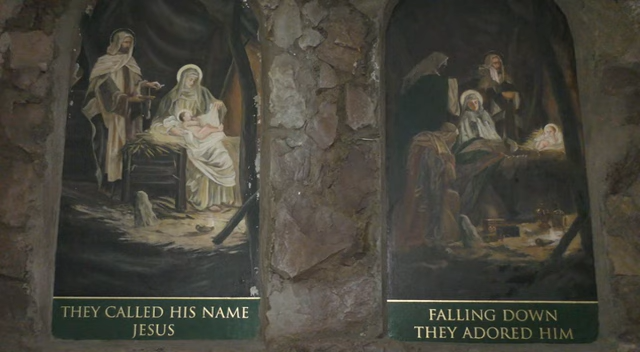 THEY CALLED HIS NAME
JESUS
FALLING DOWN
THEY ADORED HIM